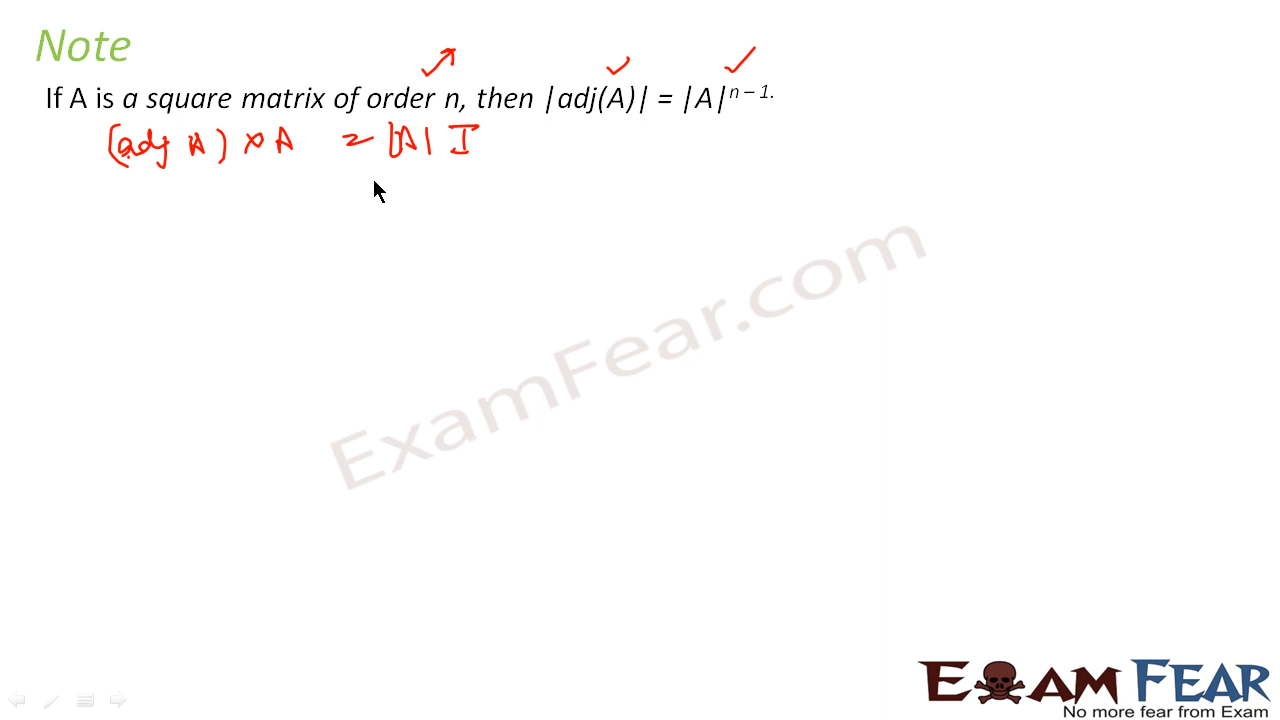 Note
If A is a square matrix of order n, then |adj(A)| = |A|ⁿ ⁻ ¹.
(adj A) × A = |A| I
ExamFear.com
EXAM FEAR
No more fear from Exam